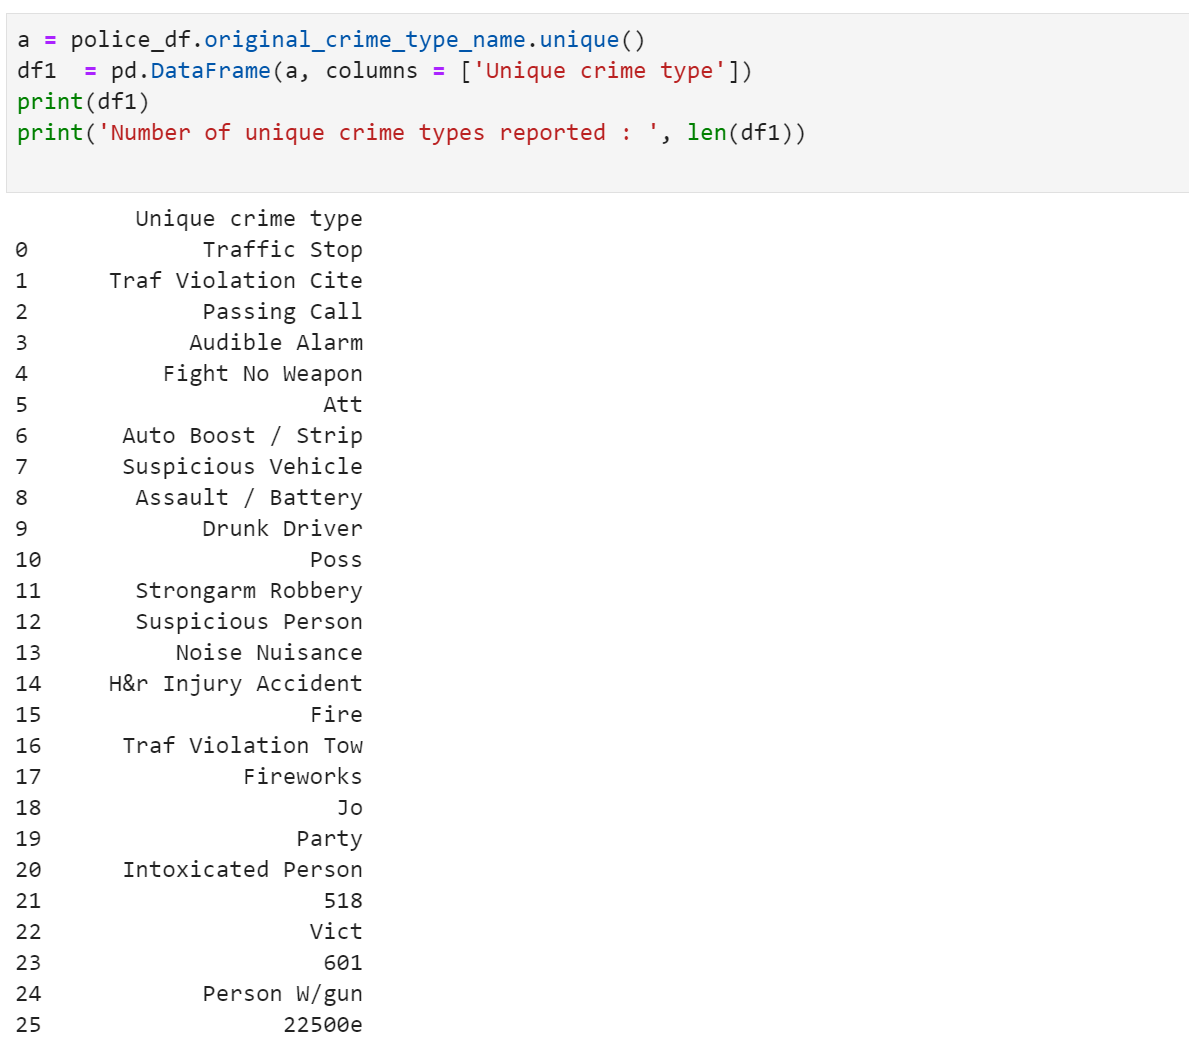 a = police_df.original_crime_type_name.unique()
df1  = pd.DataFrame(a, columns = ['Unique crime type'])
print(df1)
print('Number of unique crime types reported : ', len(df1))
Unique crime type
0 Traffic Stop
1 Traf Violation Cite
2 Passing Call
3 Audible Alarm
4 Fight No Weapon
5 Att
6 Auto Boost / Strip
7 Suspicious Vehicle
8 Assault / Battery
9 Drunk Driver
10 Poss
11 Strongarm Robbery
12 Suspicious Person
13 Noise Nuisance
14 H&r Injury Accident
15 Fire
16 Traf Violation Tow
17 Fireworks
18 Jo
19 Party
20 Intoxicated Person
21 518
22 Vict
23 601
24 Person W/gun
25 22500e